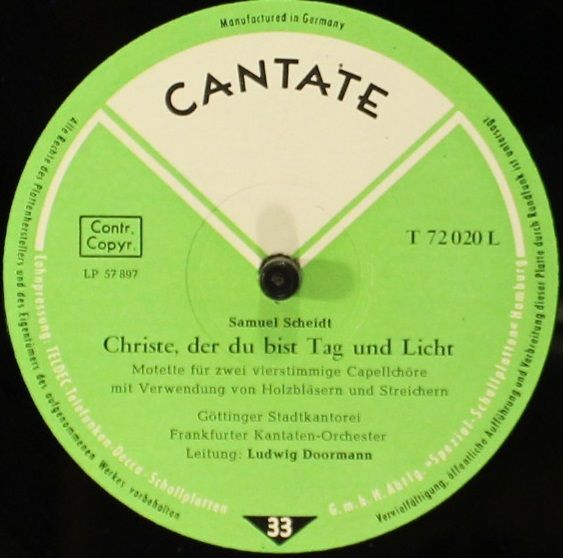 Manufactured in Germany
CANTATE
Contr.
Copyr.
T 72 020 L
LP 57 897
Samuel Scheidt
Christe, der du bist Tag und Licht
Motette für zwei vierstimmige Capellchöre
mit Verwendung von Holzbläsern und Streichern
Göttinger Stadtkantorei
Frankfurter Kantaten-Orchester
Leitung: Ludwig Doormann
33
Alle Rechte des Plattenherstellers und des Eigentümers des aufgenommenen Werkes vorbehalten
Lohnpressung: TELDEC Telefunken-Decca Schallplatten
G.m.b.H. Abtlg. »Spezial-Schallplatten« Hamburg
Vervielfältigung, öffentliche Aufführung und Verbreitung dieser Platte durch Rundfunk ist untersagt